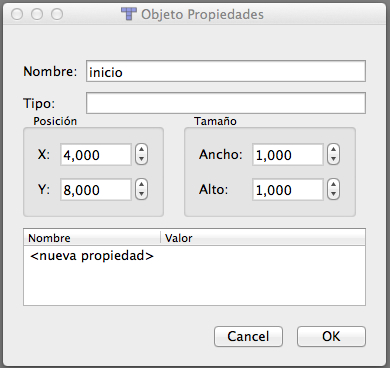 Objeto Propiedades
Nombre: inicio
Tipo:
Posición Tamaño
X: 4,000 Ancho: 1,000
Y: 8,000 Alto: 1,000
Nombre Valor
<nueva propiedad>
Cancel OK